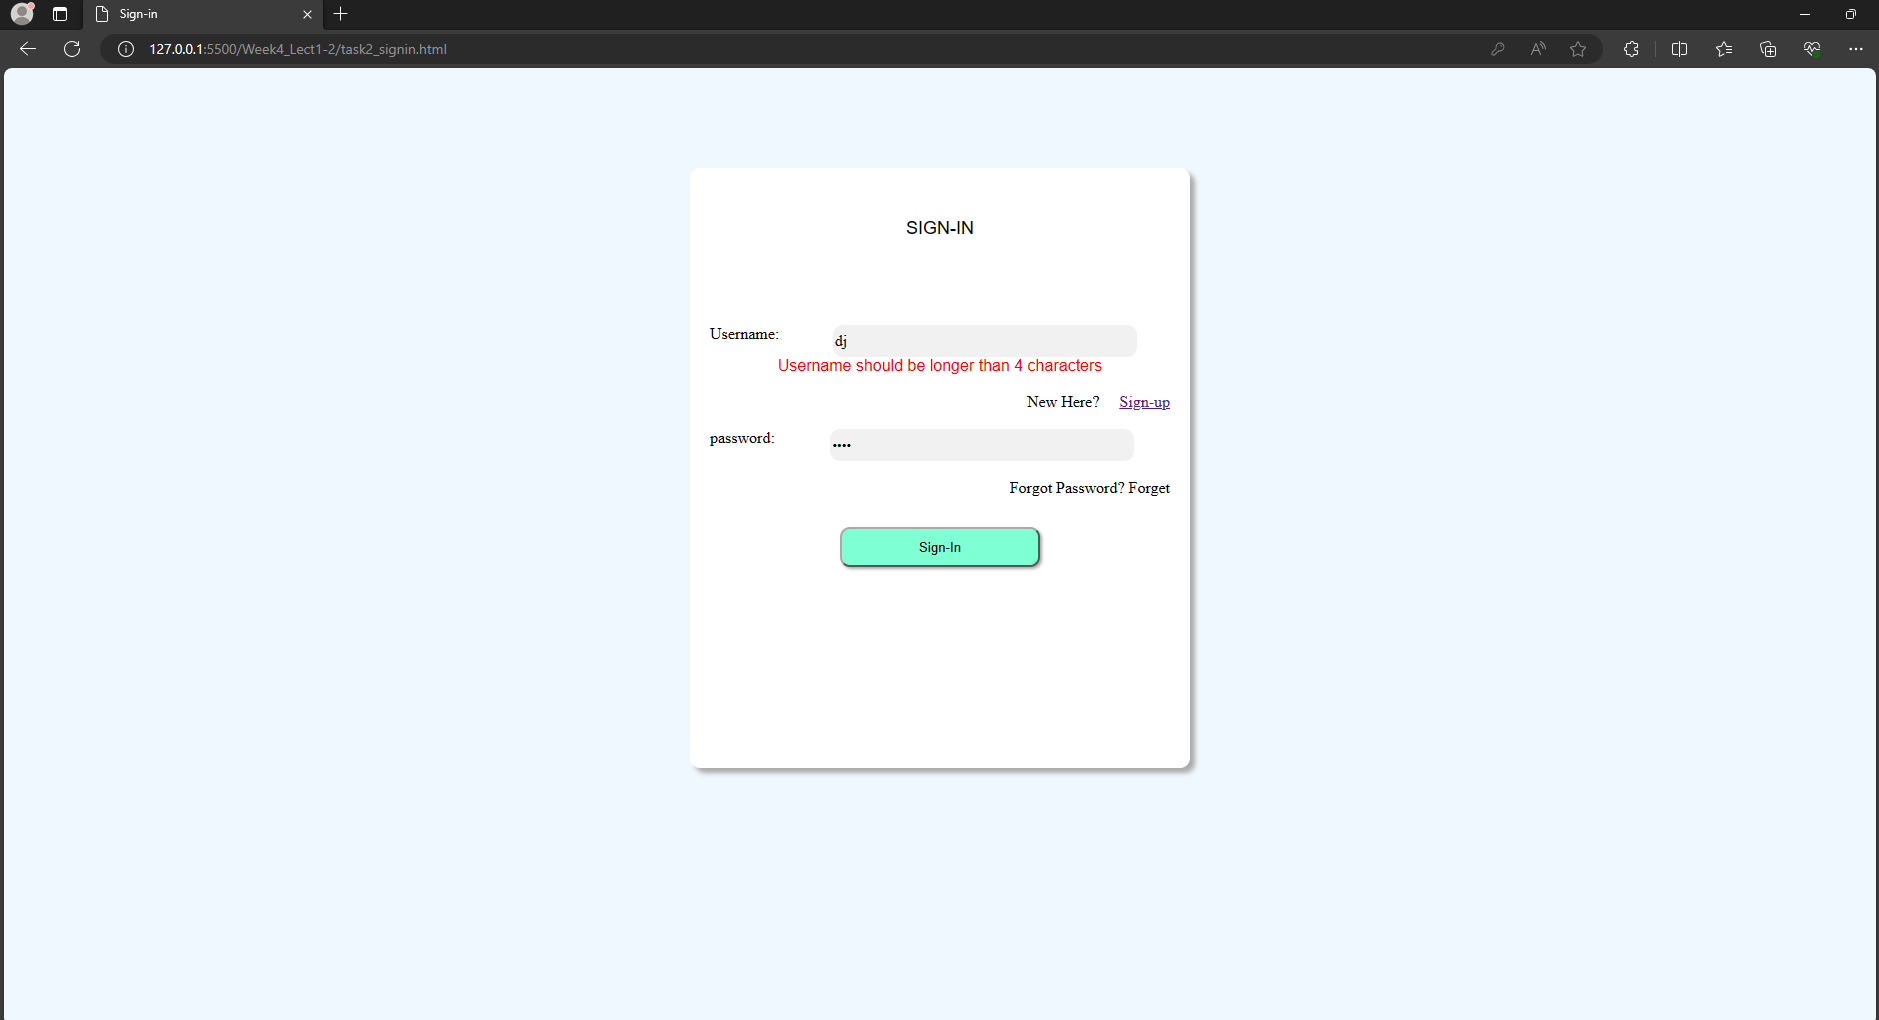 Sign-in
127.0.0.1:5500/Week4_Lect1-2/task2_signin.html
SIGN-IN
Username: dj
Username should be longer than 4 characters
New Here? Sign-up
password: ••••
Forgot Password? Forget
Sign-In